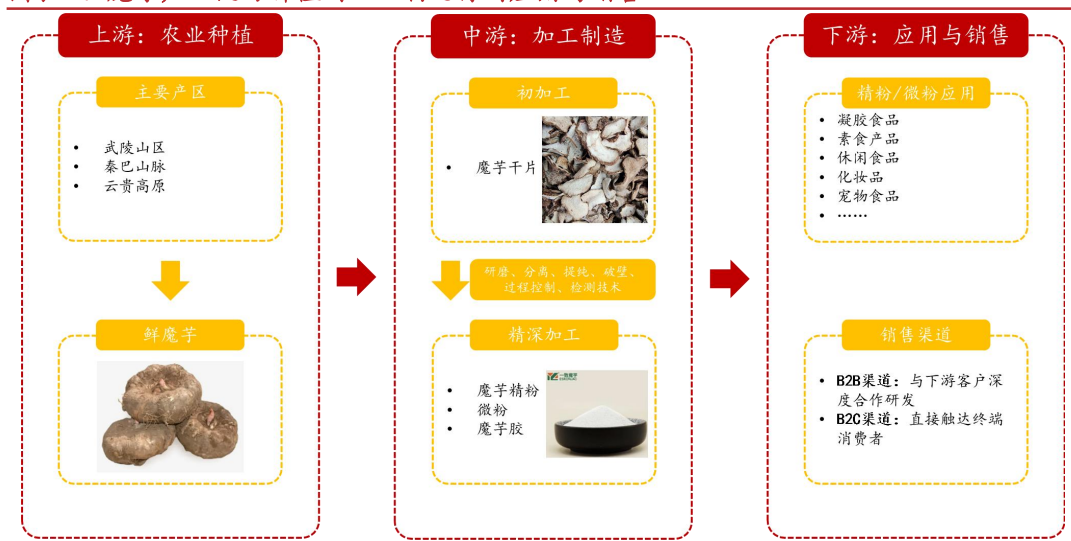 上游：农业种植
主要产区
• 武陵山区
• 秦巴山脉
• 云贵高原
鲜魔芋
中游：加工制造
初加工
• 魔芋干片
研磨、分离、提纯、破壁、
过程控制、检测技术
精深加工
• 魔芋精粉
• 微粉
• 魔芋胶
下游：应用与销售
精粉/微粉应用
• 凝胶食品
• 素食产品
• 休闲食品
• 化妆品
• 宠物食品
• ……
销售渠道
• B2B渠道：与下游客户深
度合作研发
• B2C渠道：直接触达终端
消费者